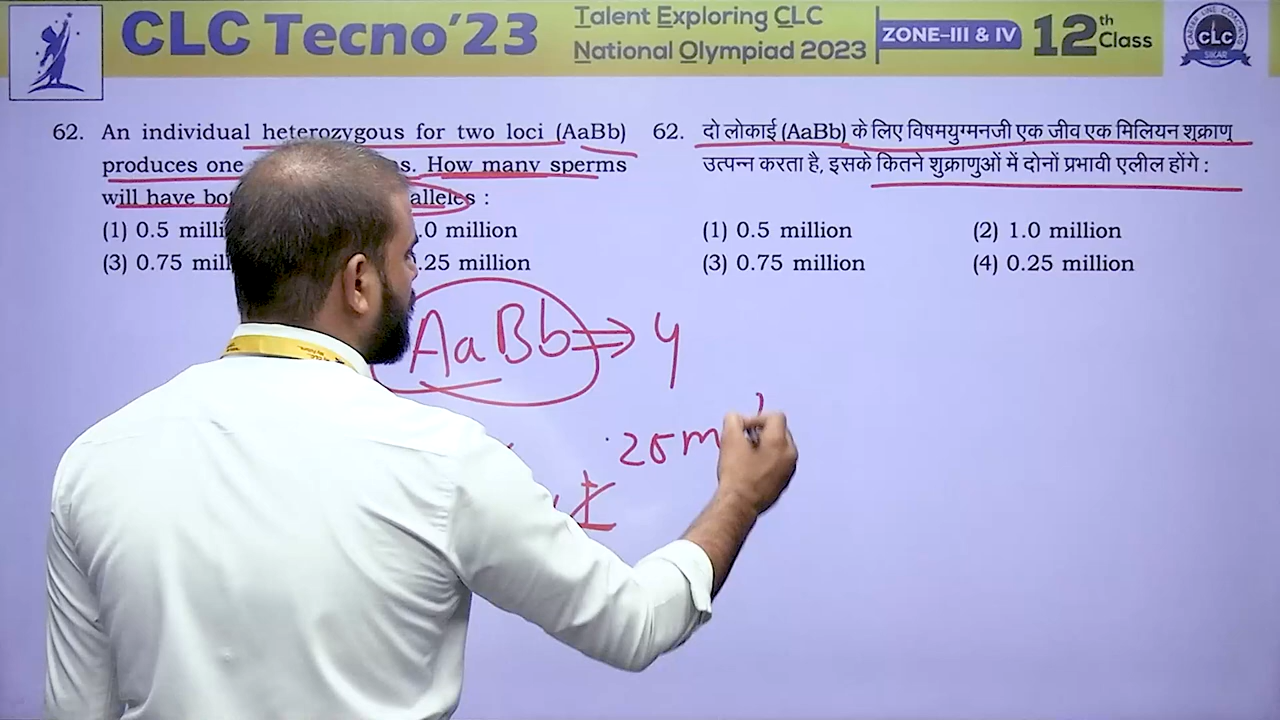 CLC Tecno'23
Talent Exploring CLC
National Olympiad 2023
ZONE-III & IV
12th Class
CLC
SIKAR
62. An individual heterozygous for two loci (AaBb)
produces one s. How many sperms
will have bo alleles :
(1) 0.5 milli .0 million
(3) 0.75 mil .25 million
62. दो लोकाई (AaBb) के लिए विषमयुग्मनजी एक जीव एक मिलियन शुक्राणु
उत्पन्न करता है, इसके कितने शुक्राणुओं में दोनों प्रभावी एलील होंगे :
(1) 0.5 million (2) 1.0 million
(3) 0.75 million (4) 0.25 million
AaBb ⇒ 4
.25m